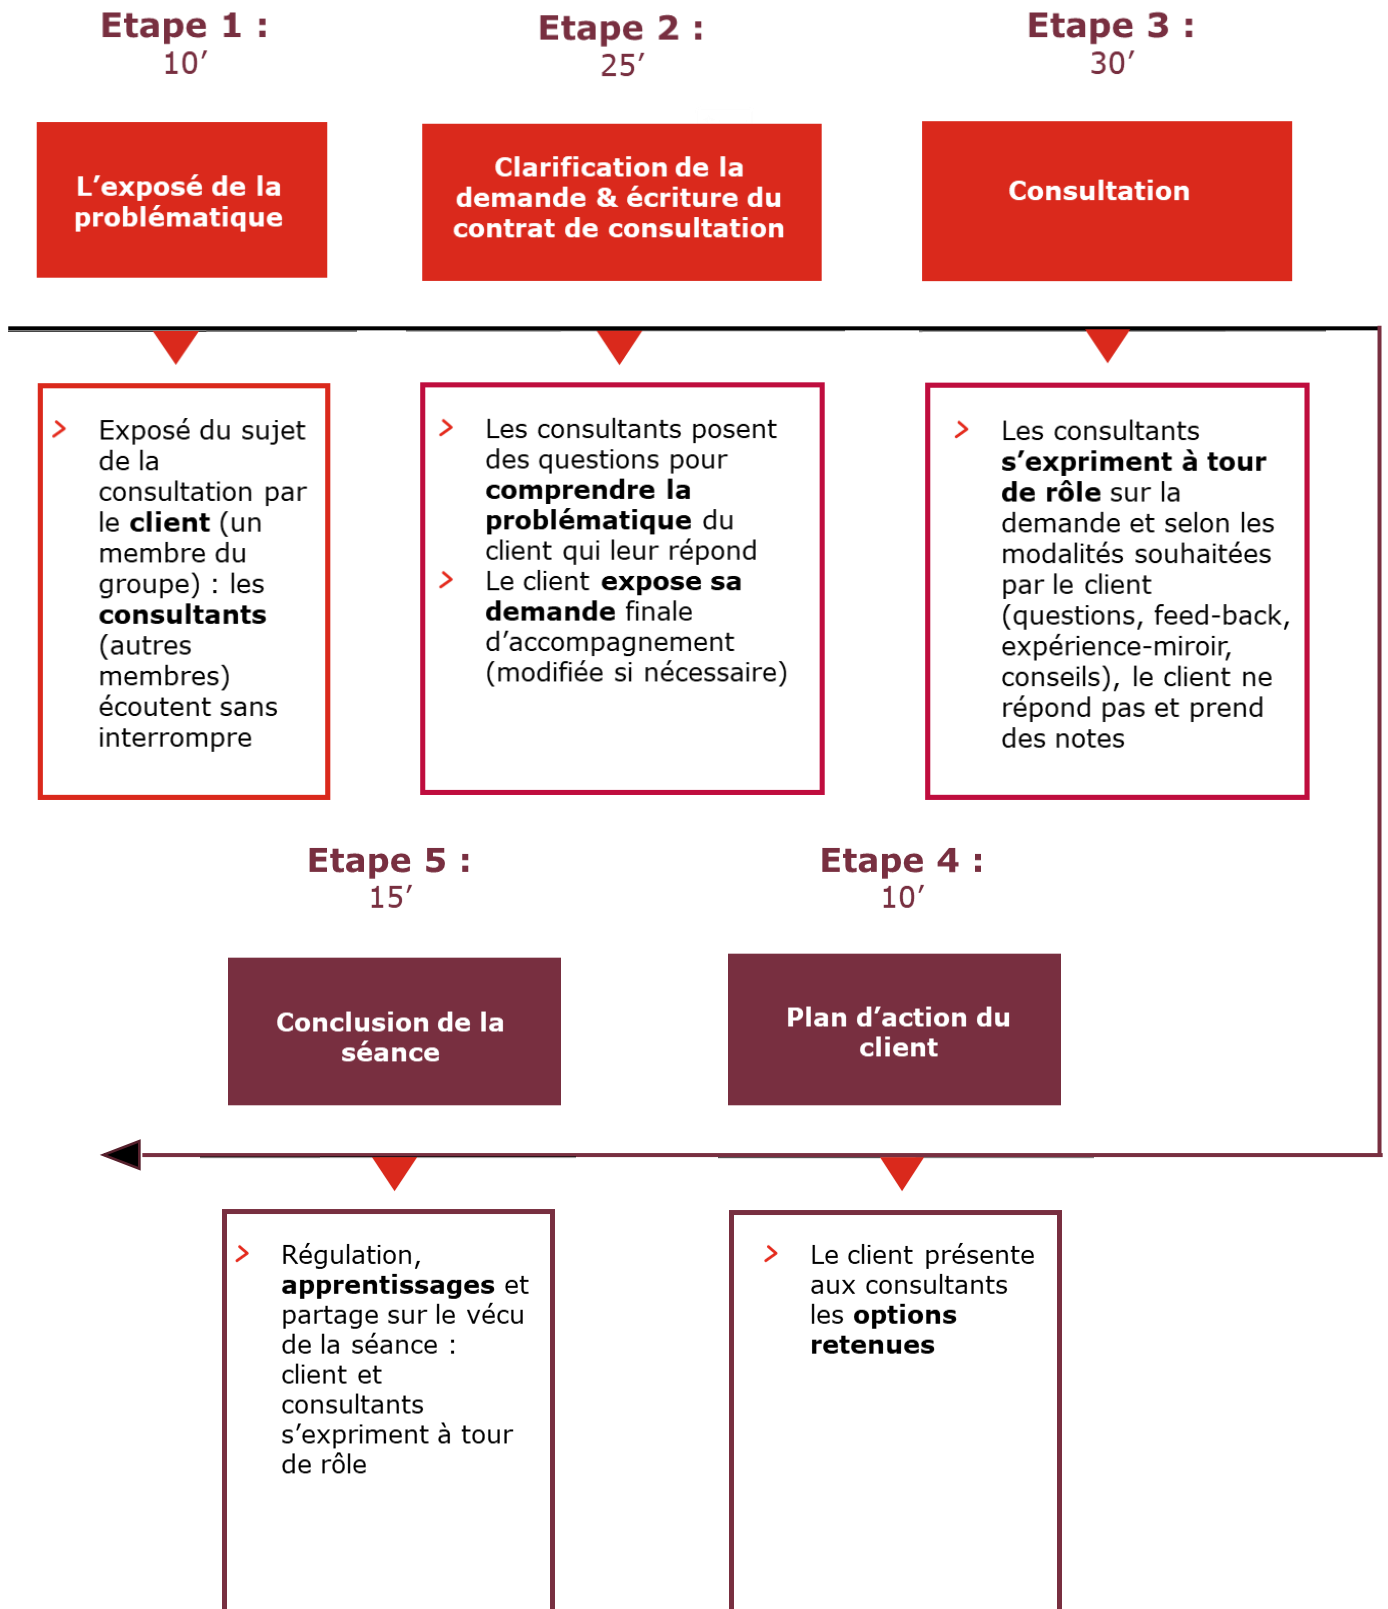 Etape 1 :
10’
L’exposé de la
problématique
> Exposé du sujet
de la
consultation par
le client (un
membre du
groupe) : les
consultants
(autres
membres)
écoutent sans
interrompre
Etape 2 :
25’
Clarification de la
demande & écriture du
contrat de consultation
> Les consultants posent
des questions pour
comprendre la
problématique du
client qui leur répond
> Le client expose sa
demande finale
d’accompagnement
(modifiée si nécessaire)
Etape 3 :
30’
Consultation
> Les consultants
s’expriment à tour
de rôle sur la
demande et selon les
modalités souhaitées
par le client
(questions, feed-back,
expérience-miroir,
conseils), le client ne
répond pas et prend
des notes
Etape 4 :
10’
Plan d’action du
client
> Le client présente
aux consultants
les options
retenues
Etape 5 :
15’
Conclusion de la
séance
> Régulation,
apprentissages et
partage sur le vécu
de la séance :
client et
consultants
s’expriment à tour
de rôle